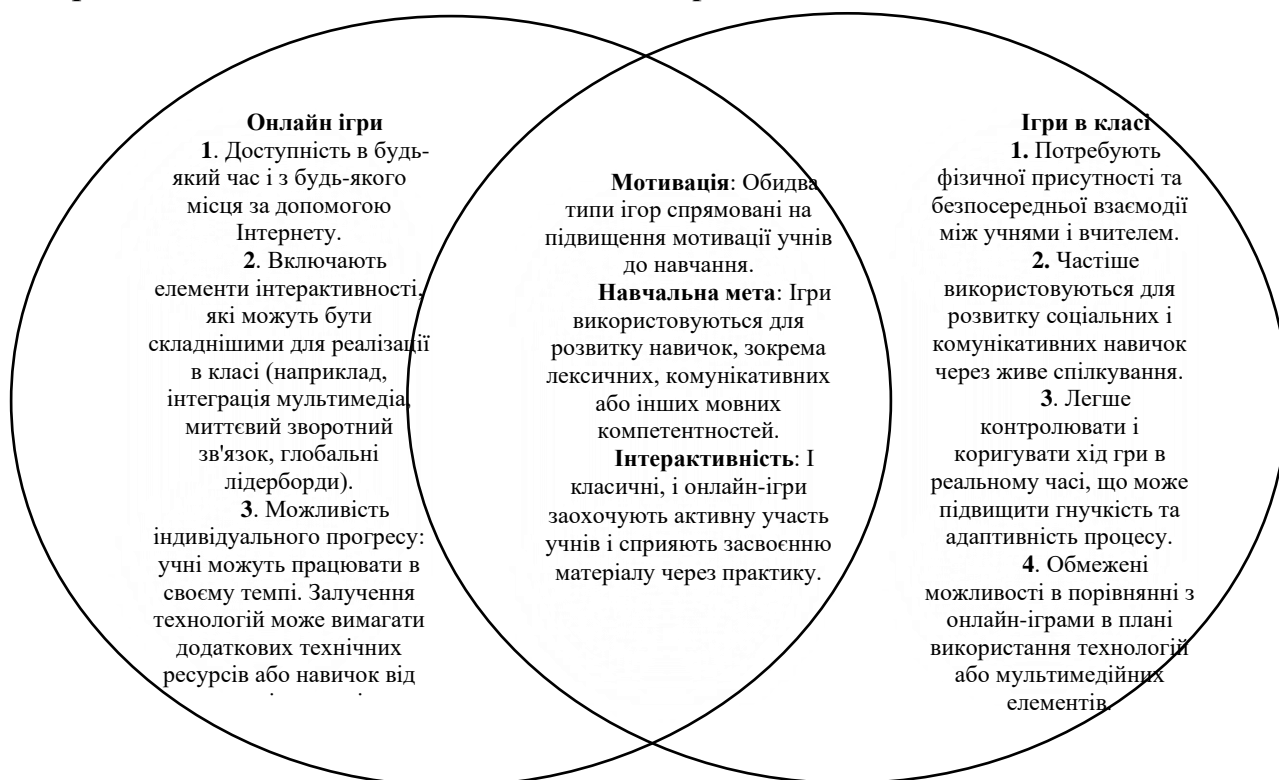 Онлайн ігри
1. Доступність в будь-
який час і з будь-якого
місця за допомогою
Інтернету.
2. Включають
елементи інтерактивності,
які можуть бути
складнішими для реалізації
в класі (наприклад,
інтеграція мультимедіа,
миттєвий зворотний
зв'язок, глобальні
лідерборди).
3. Можливість
індивідуального прогресу:
учні можуть працювати в
своєму темпі. Залучення
технологій може вимагати
додаткових технічних
ресурсів або навичок від
Мотивація: Обидва
типи ігор спрямовані на
підвищення мотивації учнів
до навчання.
Навчальна мета: Ігри
використовуються для
розвитку навичок, зокрема
лексичних, комунікативних
або інших мовних
компетентностей.
Інтерактивність: І
класичні, і онлайн-ігри
заохочують активну участь
учнів і сприяють засвоєнню
матеріалу через практику.
Ігри в класі
1. Потребують
фізичної присутності та
безпосередньої взаємодії
між учнями і вчителем.
2. Частіше
використовуються для
розвитку соціальних і
комунікативних навичок
через живе спілкування.
3. Легше
контролювати і
коригувати хід гри в
реальному часі, що може
підвищити гнучкість та
адаптивність процесу.
4. Обмежені
можливості в порівнянні з
онлайн-іграми в плані
використання технологій
або мультимедійних
елементів.